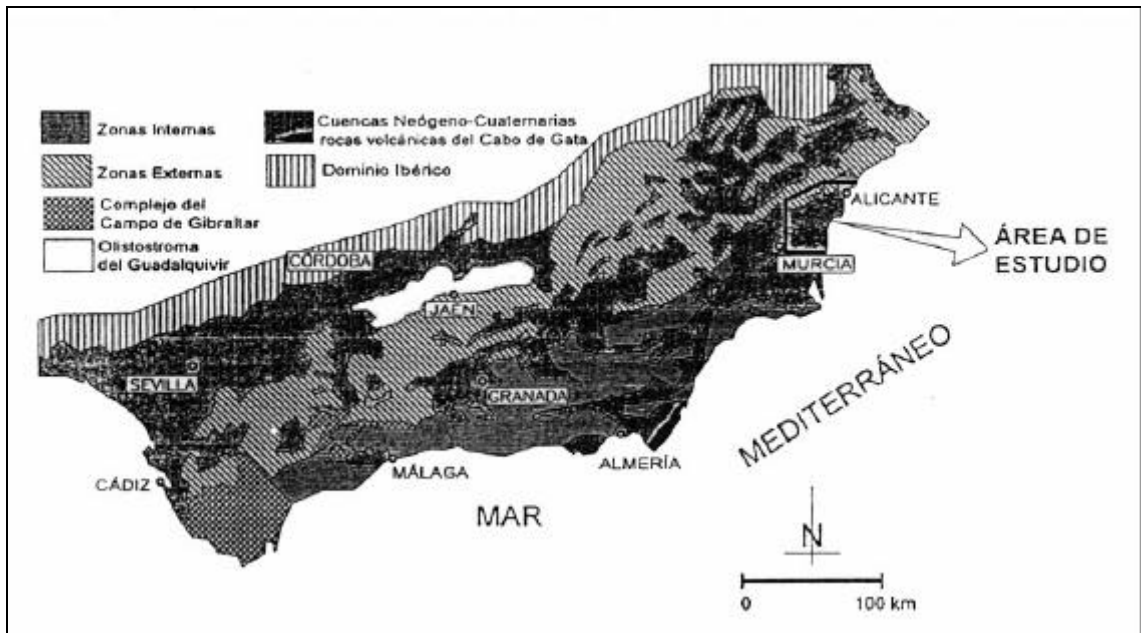 Zonas Internas
Zonas Externas
Complejo del
Campo de Gibraltar
Olistostroma
del Guadalquivir
Cuencas Neógeno-Cuaternarias
rocas volcánicas del Cabo de Gata
Dominio Ibérico
CÓRDOBA
JAEN
SEVILLA
GRANADA
CÁDIZ
MÁLAGA
ALMERÍA
MURCIA
ALICANTE
ÁREA DE
ESTUDIO
MAR
MEDITERRÁNEO
N
0 100 km